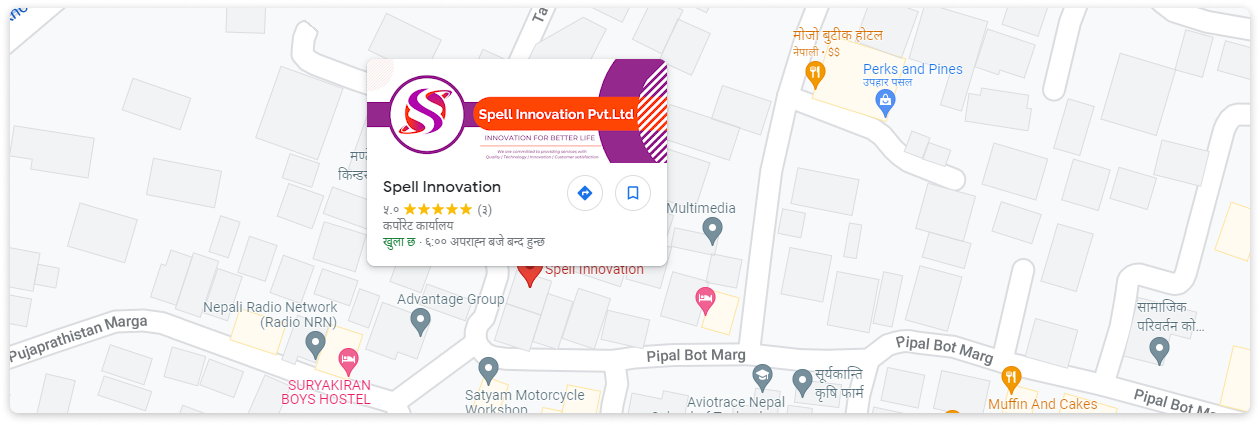 मोजो बुटीक होटल
नेपाली • $$
Perks and Pines
उपहार पसल
Spell Innovation Pvt.Ltd
INNOVATION FOR BETTER LIFE
We are committed to providing services with
Quality / Technology / Innovation / Customer satisfaction.
Spell Innovation
५.० (३)
कर्पोरेट कार्यालय
खुला छ · ६:०० अपराह्न बजे बन्द हुन्छ
Multimedia
Spell Innovation
Advantage Group
Nepali Radio Network
(Radio NRN)
Pujaprathistan Marga
सामाजिक
परिवर्तन को...
Pipal Bot Marg
Pipal Bot Marg
SURYAKIRAN
BOYS HOSTEL
Satyam Motorcycle
Workshop
सूर्यकान्ति
कृषि फार्म
Aviotrace Nepal
Muffin And Cakes
Pipal Bot Marg